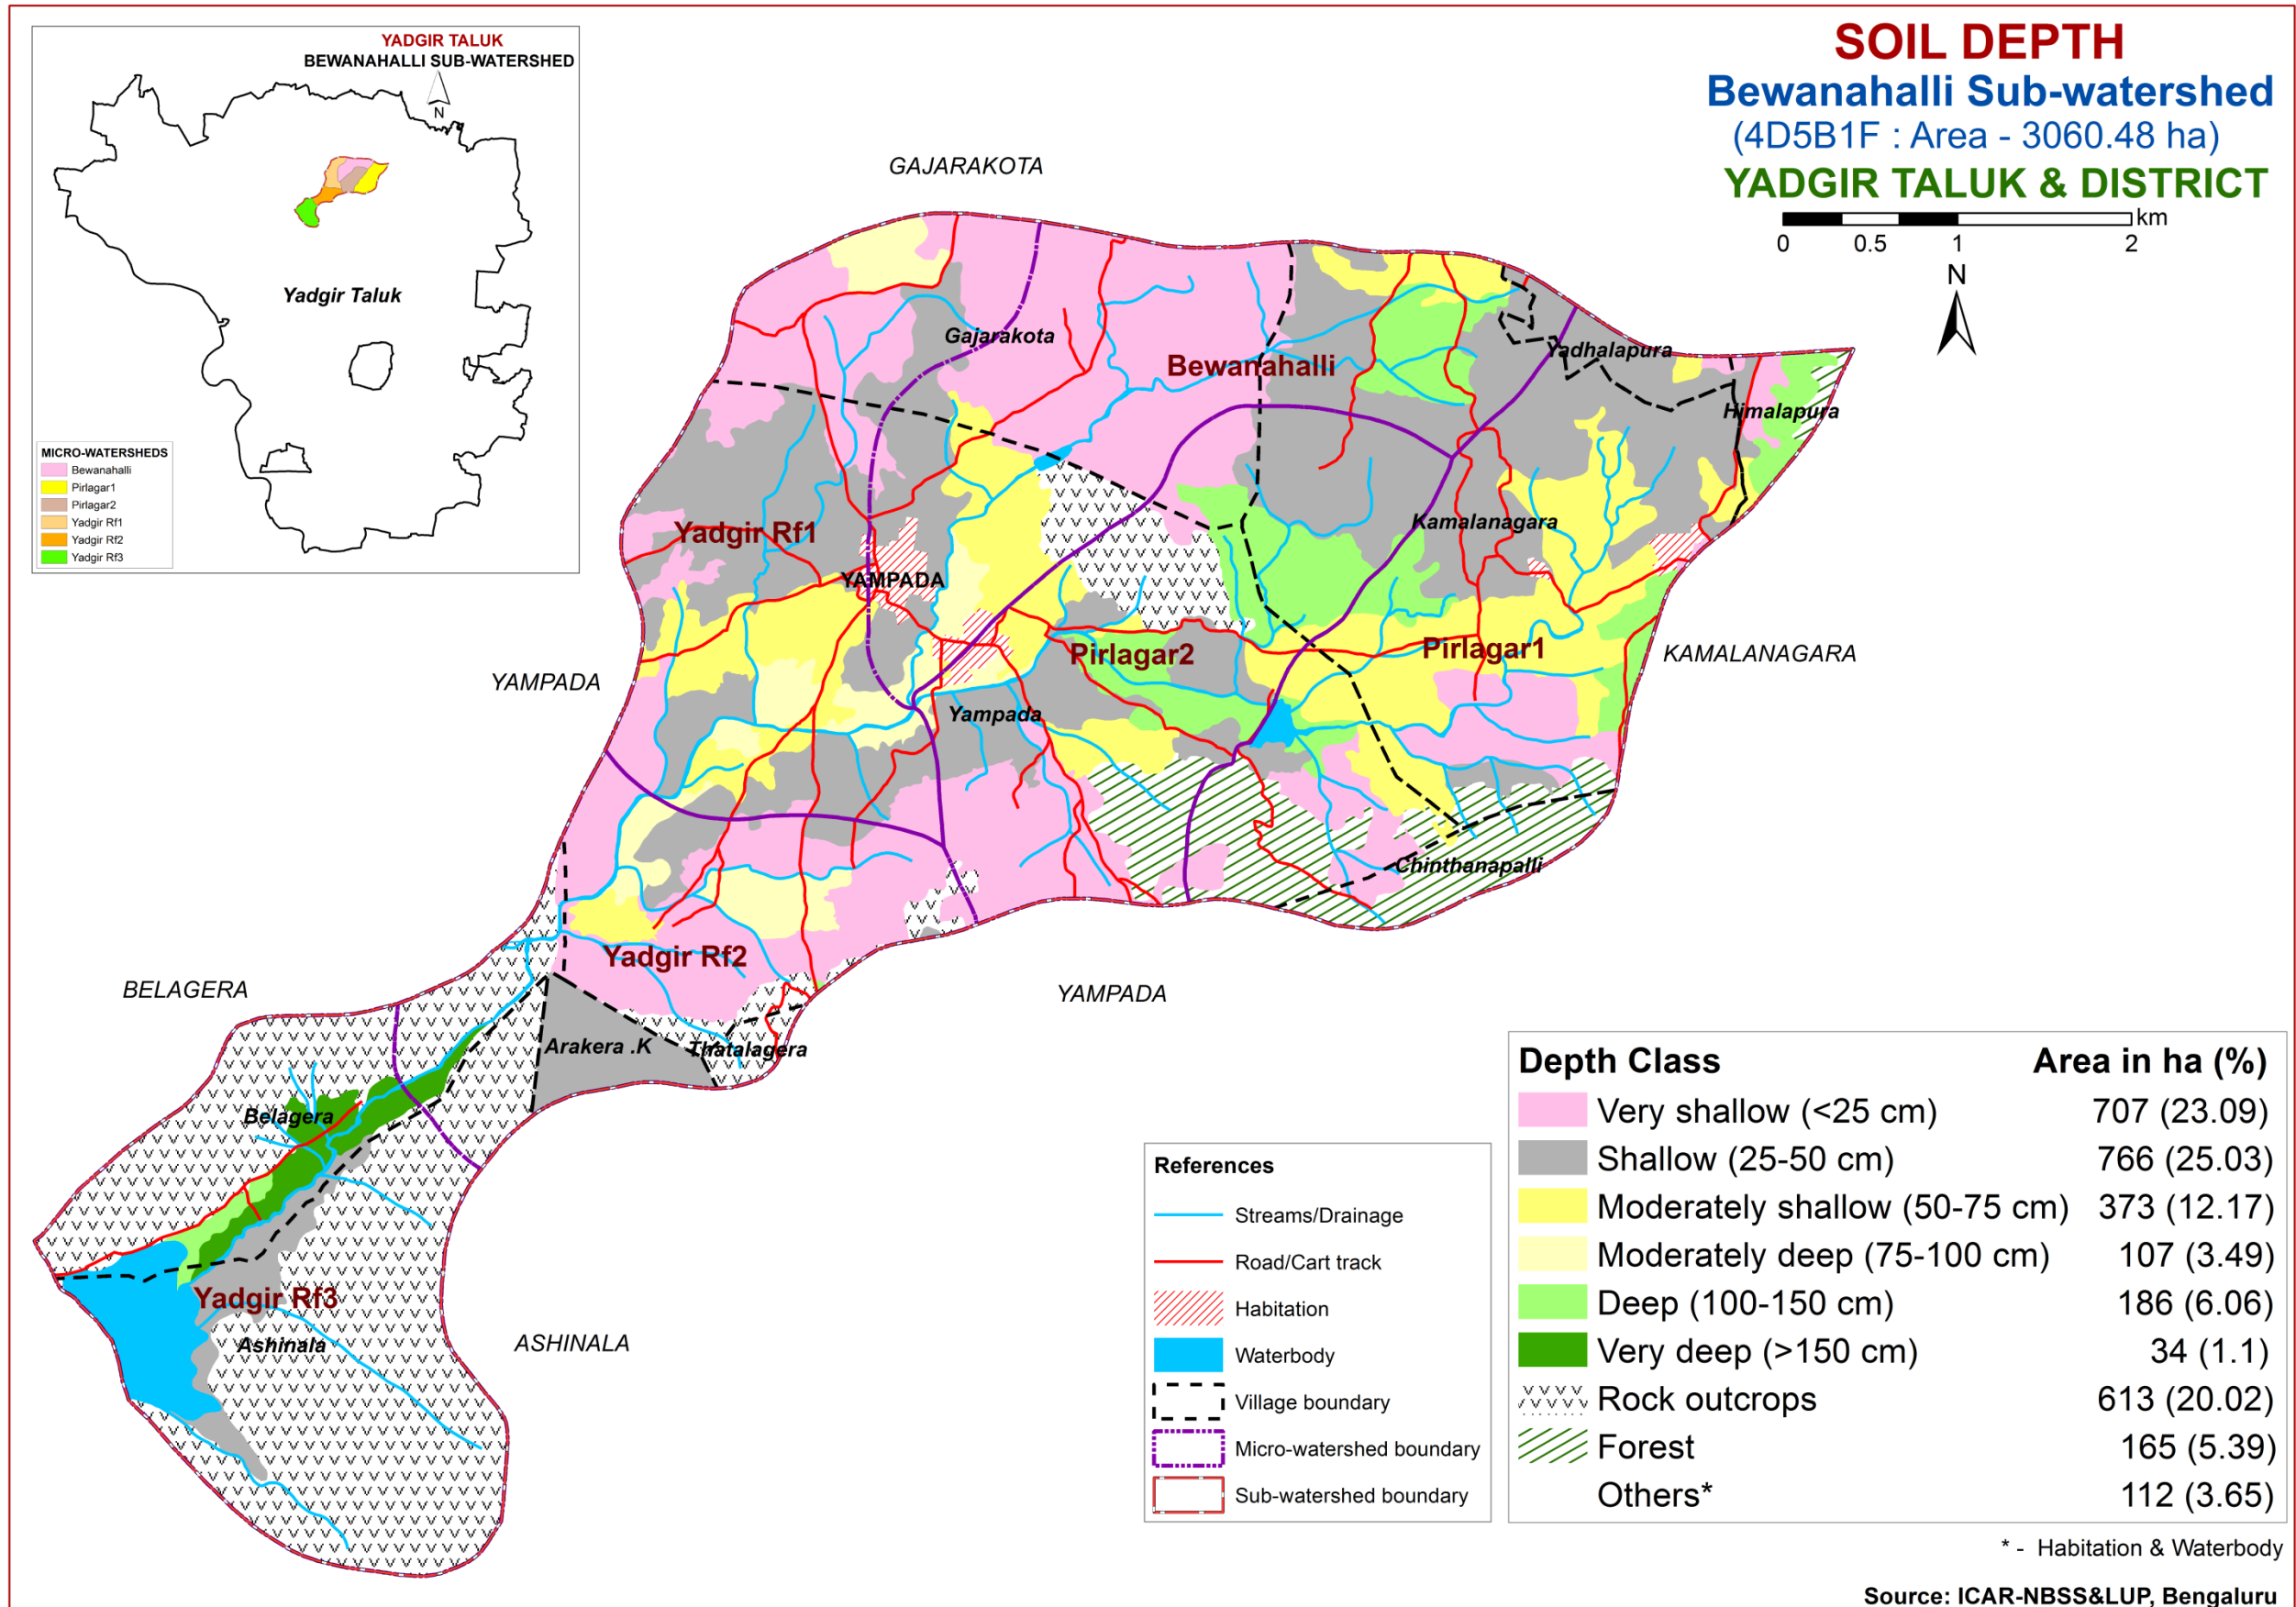 YADGIR TALUK
BEWANAHALLI SUB-WATERSHED
N
Yadgir Taluk
MICRO-WATERSHEDS
Bewanahalli
Pirlagar1
Pirlagar2
Yadgir Rf1
Yadgir Rf2
Yadgir Rf3
SOIL DEPTH
Bewanahalli Sub-watershed
(4D5B1F : Area - 3060.48 ha)
YADGIR TALUK & DISTRICT
km
0 0.5 1 2
N
GAJARAKOTA
Gajarakota
Bewanahalli
Yadhalapura
Himalapura
Yadgir Rf1
Kamalanagara
YAMPADA
Pirlagar2
Pirlagar1
KAMALANAGARA
YAMPADA
Yampada
Chinthanapalli
Yadgir Rf2
BELAGERA
YAMPADA
Arakera .K
Thatalagera
Belagera
Yadgir Rf3
Ashinala
ASHINALA
References
Streams/Drainage
Road/Cart track
Habitation
Waterbody
Village boundary
Micro-watershed boundary
Sub-watershed boundary
Depth Class Area in ha (%)
Very shallow (<25 cm) 707 (23.09)
Shallow (25-50 cm) 766 (25.03)
Moderately shallow (50-75 cm) 373 (12.17)
Moderately deep (75-100 cm) 107 (3.49)
Deep (100-150 cm) 186 (6.06)
Very deep (>150 cm) 34 (1.1)
Rock outcrops 613 (20.02)
Forest 165 (5.39)
Others* 112 (3.65)
* - Habitation & Waterbody
Source: ICAR-NBSS&LUP, Bengaluru